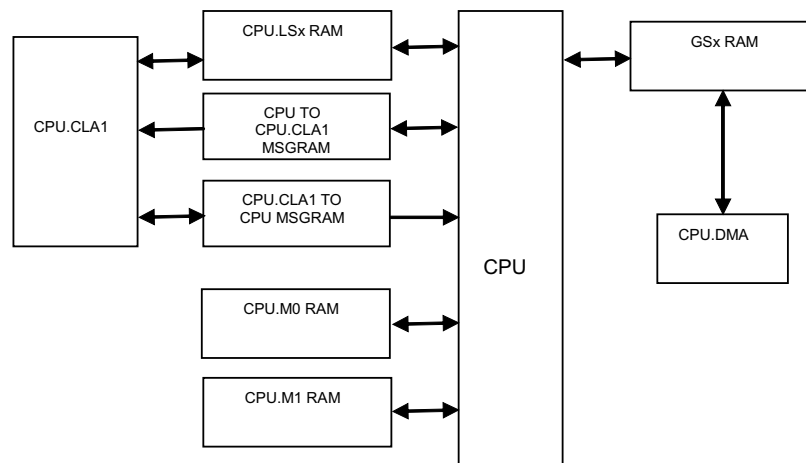 CPU.LSx RAM
GSx RAM
CPU.CLA1
CPU TO
CPU.CLA1
MSGRAM
CPU.CLA1 TO
CPU MSGRAM
CPU
CPU.DMA
CPU.M0 RAM
CPU.M1 RAM